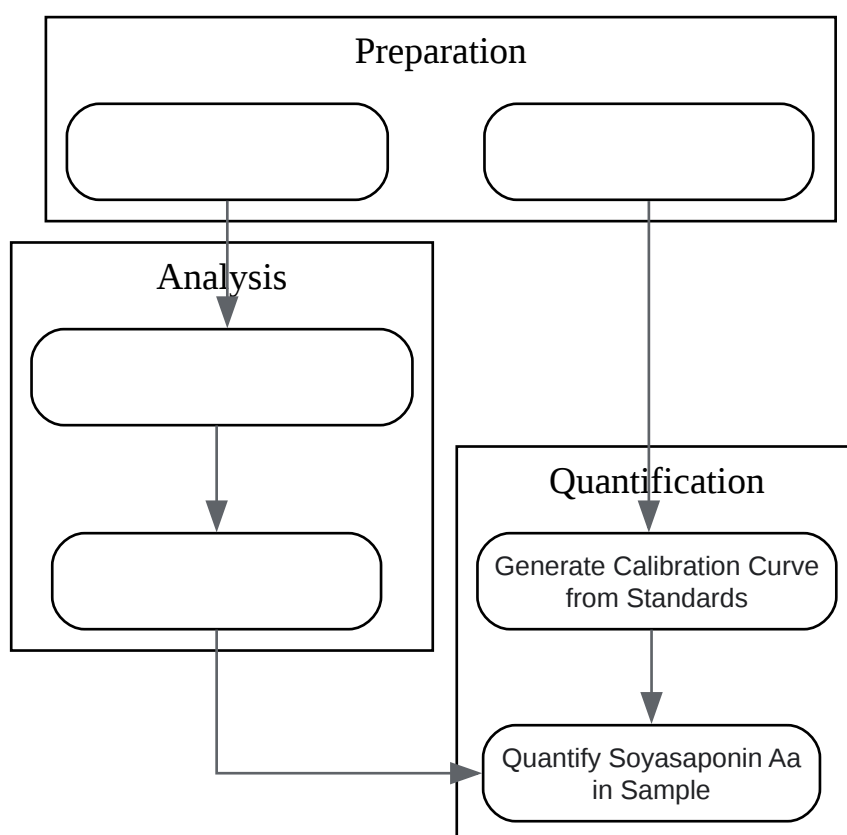 Preparation
Analysis
Quantification
Generate Calibration Curve
from Standards
Quantify Soyasaponin Aa
in Sample